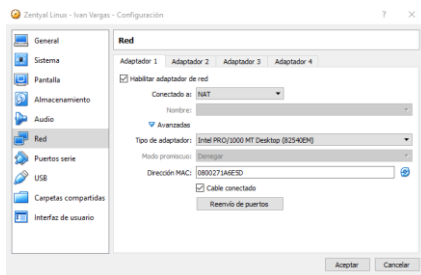 Zentyal Linux - Ivan Vargas - Configuración
General
Sistema
Pantalla
Almacenamiento
Audio
Red
Puertos serie
USB
Carpetas compartidas
Interfaz de usuario
Red
Adaptador 1 Adaptador 2 Adaptador 3 Adaptador 4
Habilitar adaptador de red
Conectado a: NAT
Nombre:
Avanzadas
Tipo de adaptador: Intel PRO/1000 MT Desktop (82540EM)
Modo promiscuo: Denegar
Dirección MAC: 0800271A6E5D
Cable conectado
Reenvío de puertos
Aceptar Cancelar